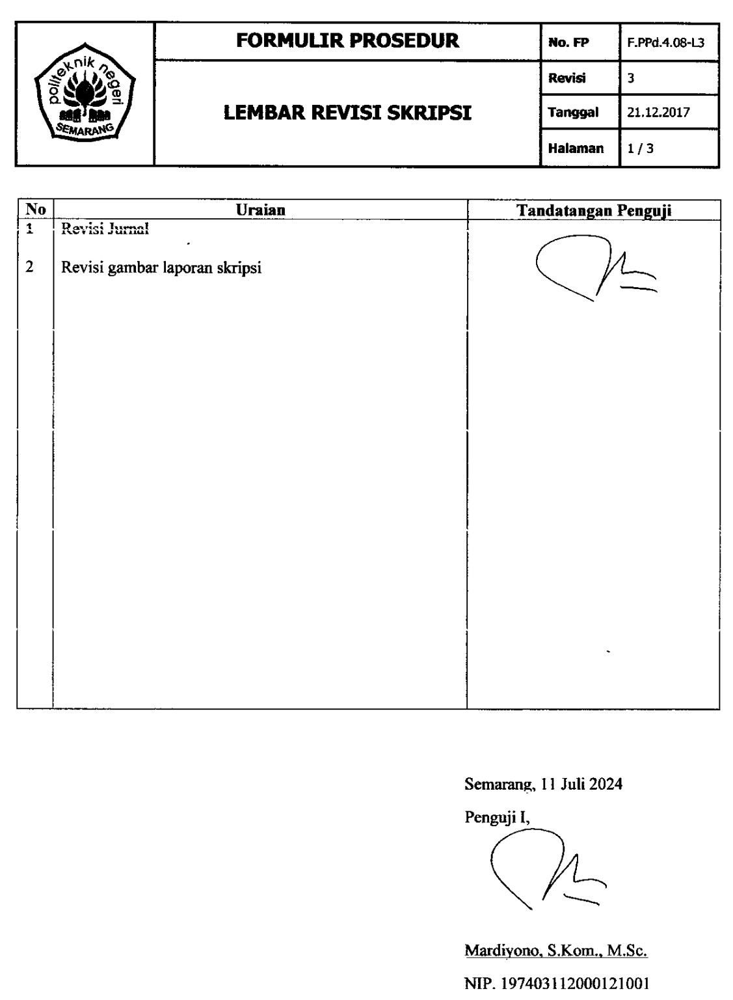 politeknik negeri
SEMARANG
FORMULIR PROSEDUR
LEMBAR REVISI SKRIPSI
No. FP F.PPd.4.08-L3
Revisi 3
Tanggal 21.12.2017
Halaman 1 / 3
No Uraian Tandatangan Penguji
1 Revisi Jurnal
2 Revisi gambar laporan skripsi
Semarang, 11 Juli 2024
Penguji I,
Mardiyono, S.Kom., M.Sc.
NIP. 197403112000121001